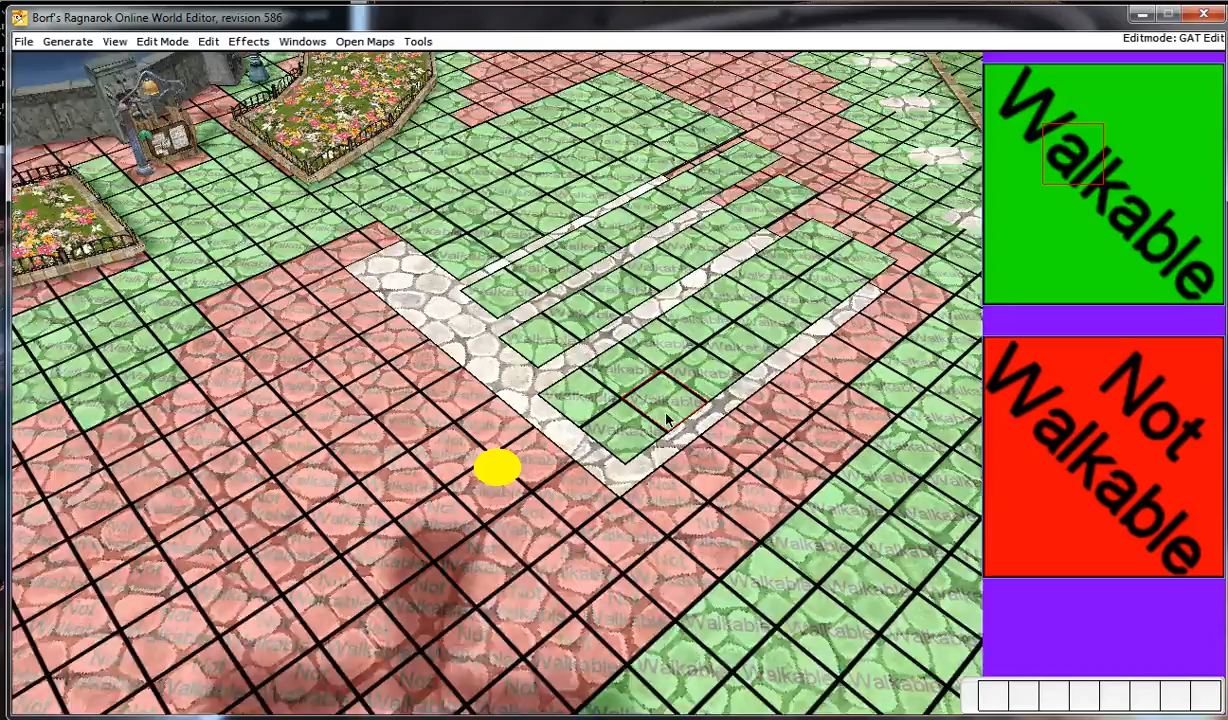 Borf's Ragnarok Online World Editor, revision 586
File Generate View Edit Mode Edit Effects Windows Open Maps Tools
Editmode: GAT Edit
Walkable
Not
Walkable